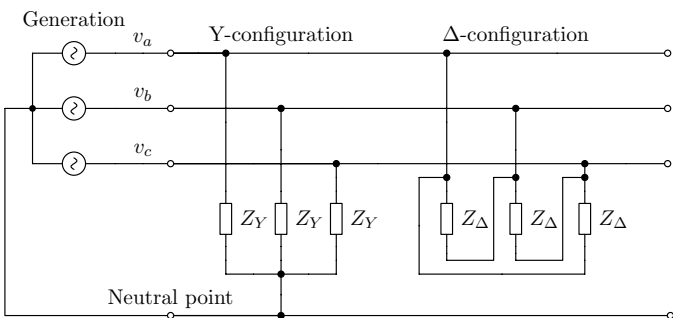 Generation
v_a
Y-configuration
Δ-configuration
v_b
v_c
Z_Y Z_Y Z_Y Z_Δ Z_Δ Z_Δ
Neutral point